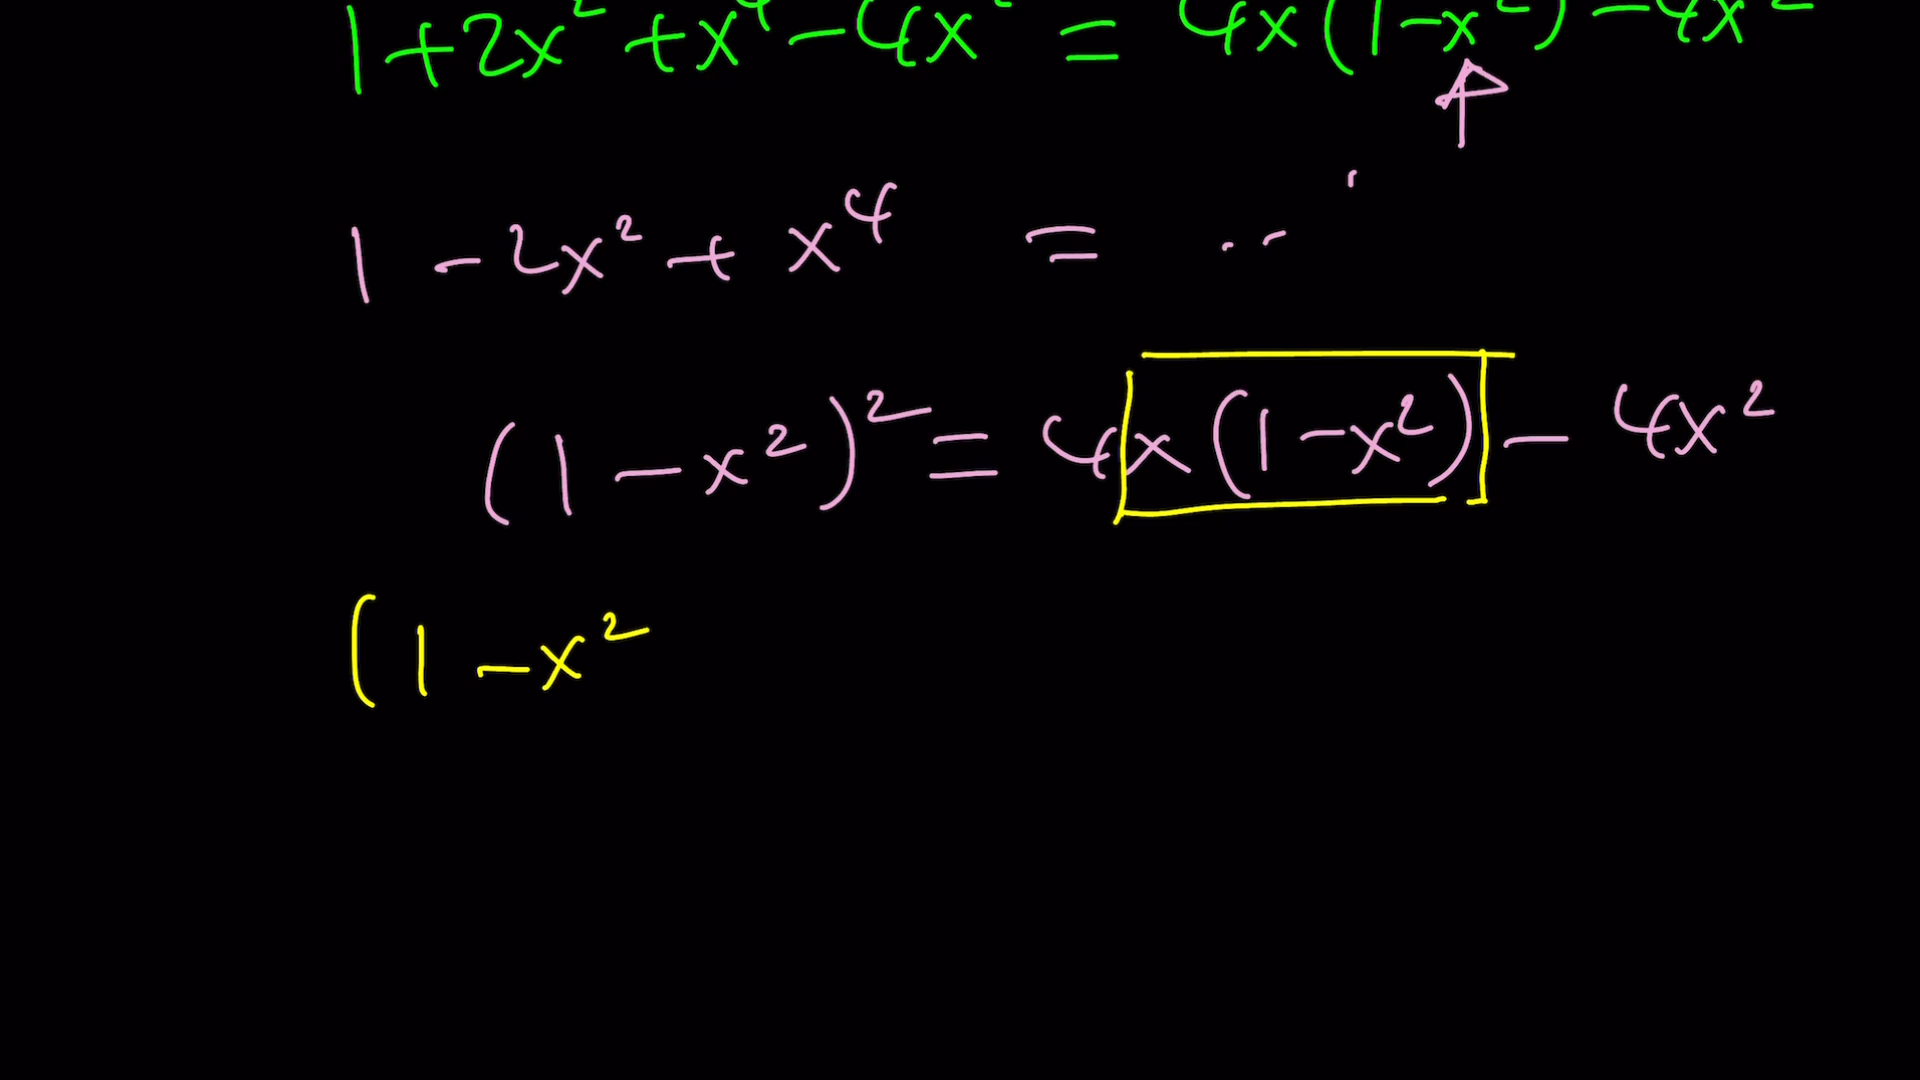 1+2x²+x⁴-4x² = 4x(1-x²)-4x²
1-2x²+x⁴ = ...
(1-x²)² = 4x(1-x²)-4x²
(1-x²